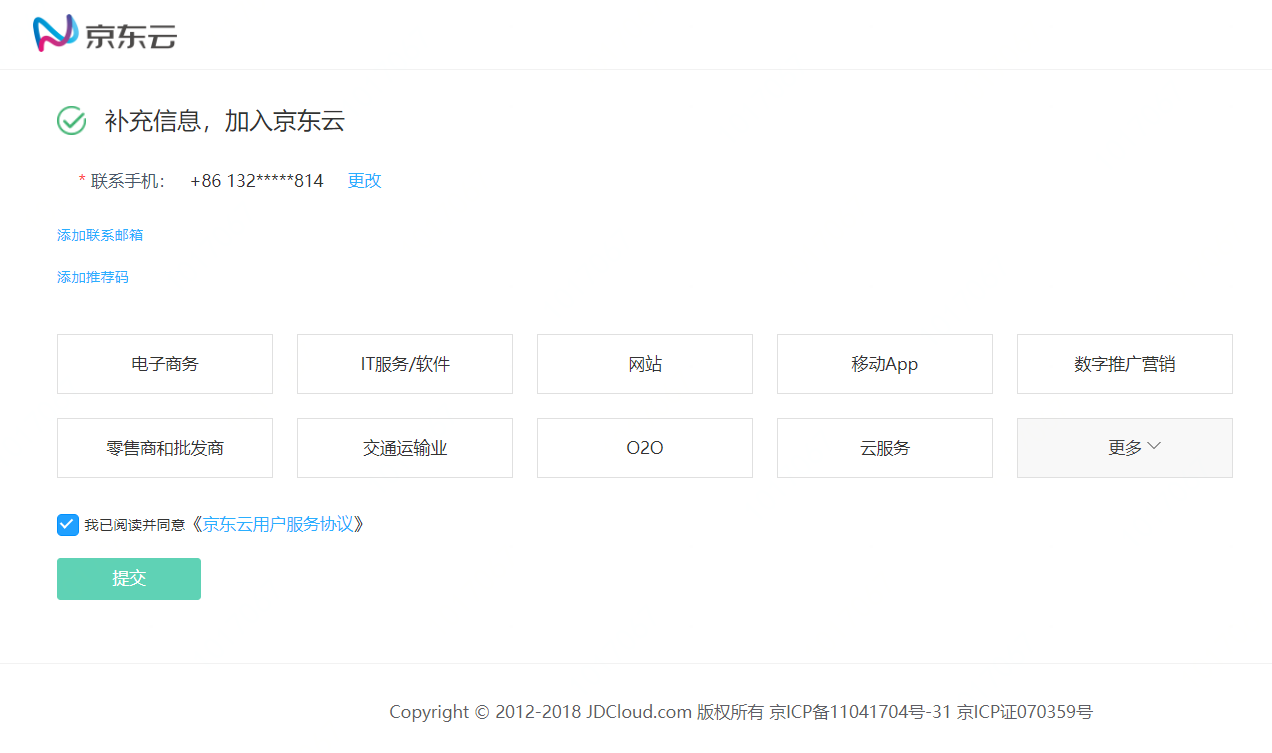 京东云
补充信息，加入京东云
* 联系手机： +86 132*****814 更改
添加联系邮箱
添加推荐码
电子商务 IT服务/软件 网站 移动App 数字推广营销
零售商和批发商 交通运输业 O2O 云服务 更多
我已阅读并同意《京东云用户服务协议》
提交
Copyright © 2012-2018 JDCloud.com 版权所有 京ICP备11041704号-31 京ICP证070359号